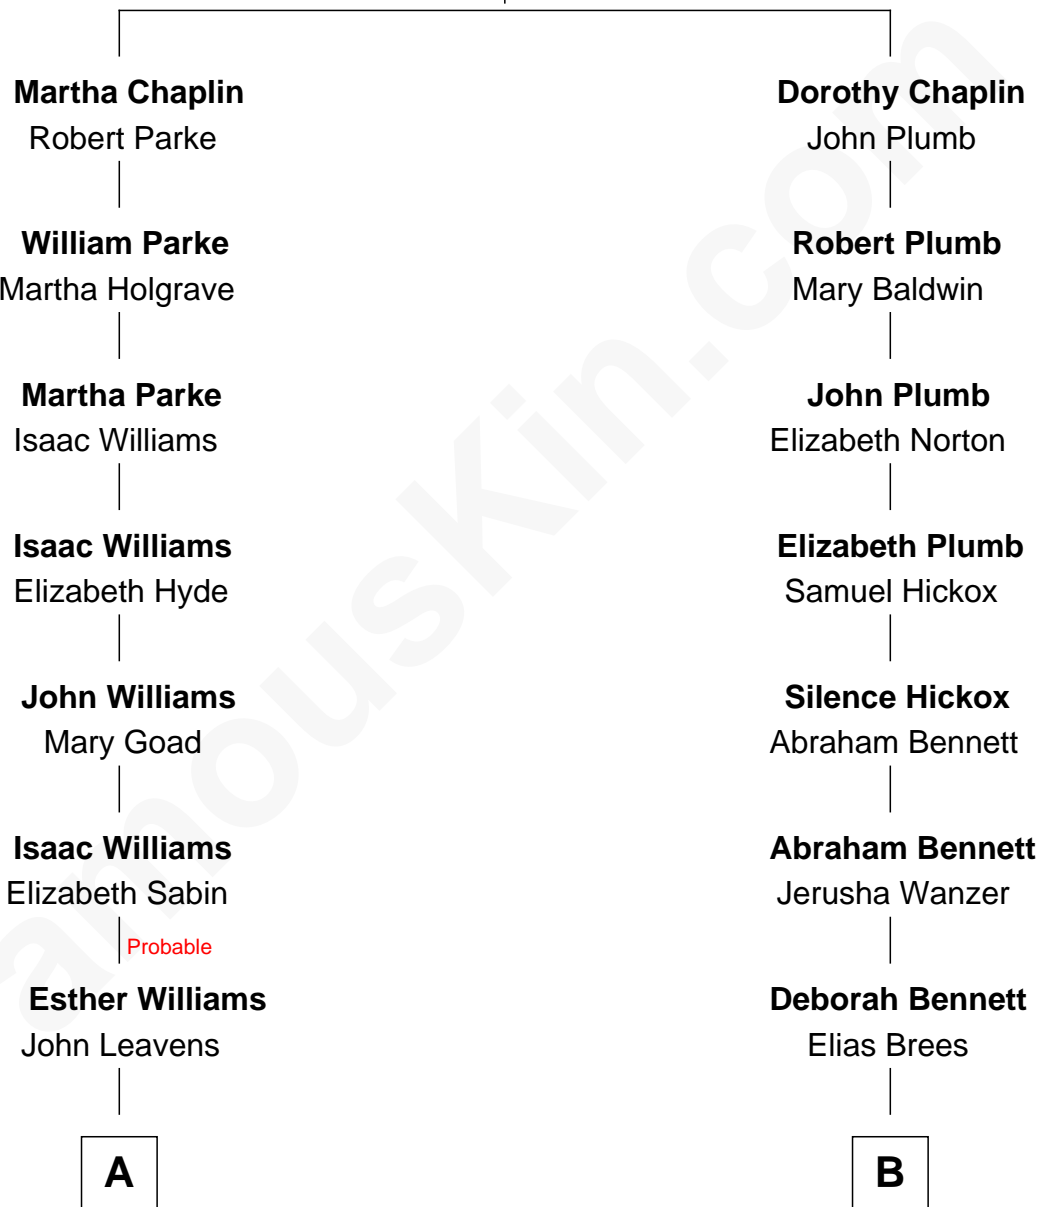 Martha Chaplin
Robert Parke
William Parke
Martha Holgrave
Martha Parke
Isaac Williams
Isaac Williams
Elizabeth Hyde
John Williams
Mary Goad
Isaac Williams
Elizabeth Sabin
Probable
Esther Williams
John Leavens
A
Dorothy Chaplin
John Plumb
Robert Plumb
Mary Baldwin
John Plumb
Elizabeth Norton
Elizabeth Plumb
Samuel Hickox
Silence Hickox
Abraham Bennett
Abraham Bennett
Jerusha Wanzer
Deborah Bennett
Elias Brees
B
amouskin.com